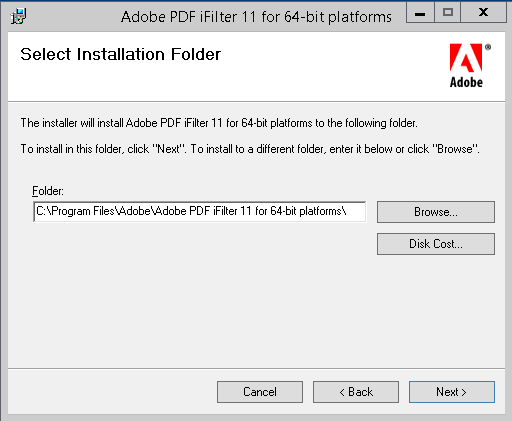 Adobe PDF iFilter 11 for 64-bit platforms
Select Installation Folder
Adobe
The installer will install Adobe PDF iFilter 11 for 64-bit platforms to the following folder.
To install in this folder, click "Next". To install to a different folder, enter it below or click "Browse".
Folder:
C:\Program Files\Adobe\Adobe PDF iFilter 11 for 64-bit platforms\
Browse...
Disk Cost...
Cancel
< Back
Next >